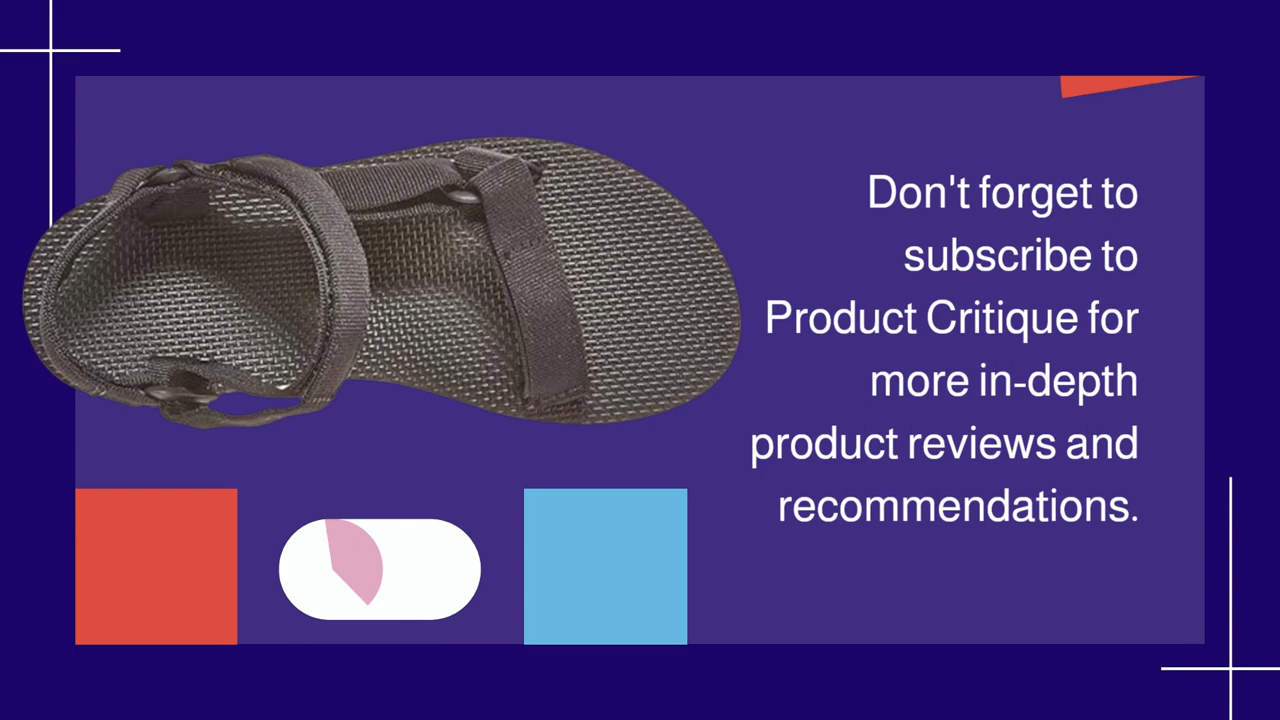 Don't forget to
subscribe to
Product Critique for
more in-depth
product reviews and
recommendations.